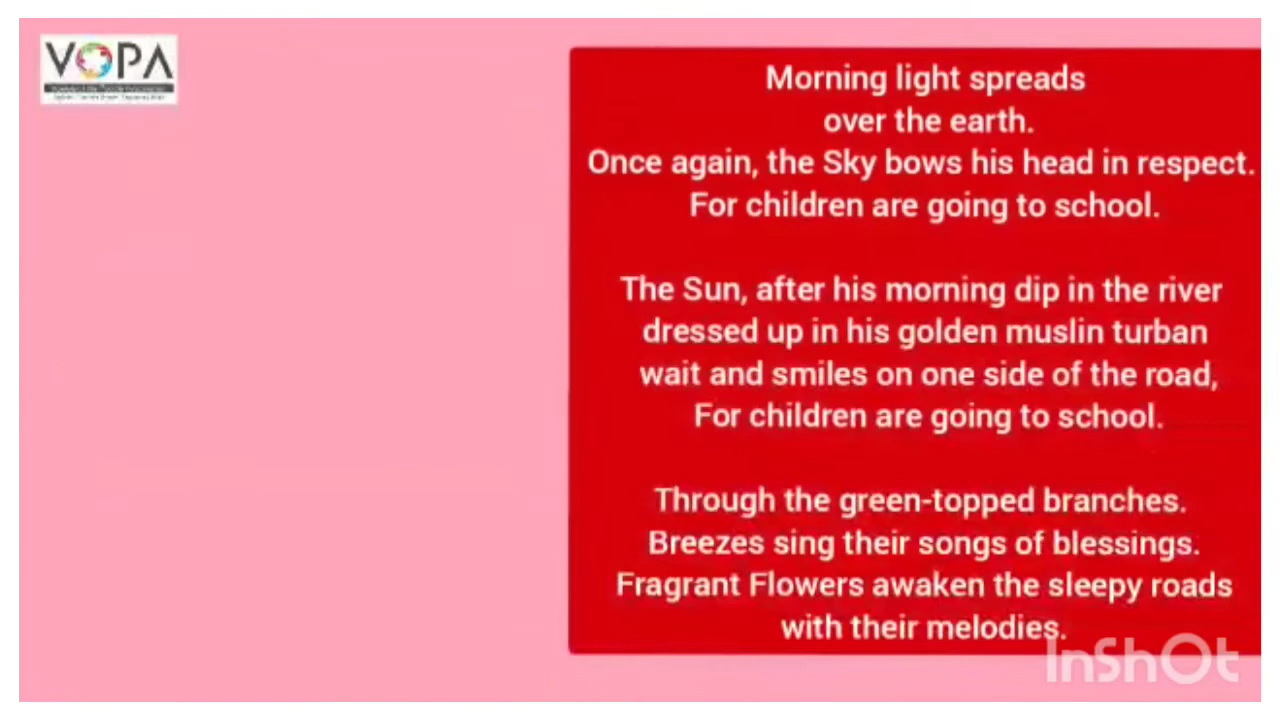 VOPA
Morning light spreads
over the earth.
Once again, the Sky bows his head in respect.
For children are going to school.
The Sun, after his morning dip in the river
dressed up in his golden muslin turban
wait and smiles on one side of the road,
For children are going to school.
Through the green-topped branches.
Breezes sing their songs of blessings.
Fragrant Flowers awaken the sleepy roads
with their melodies.
InShOt